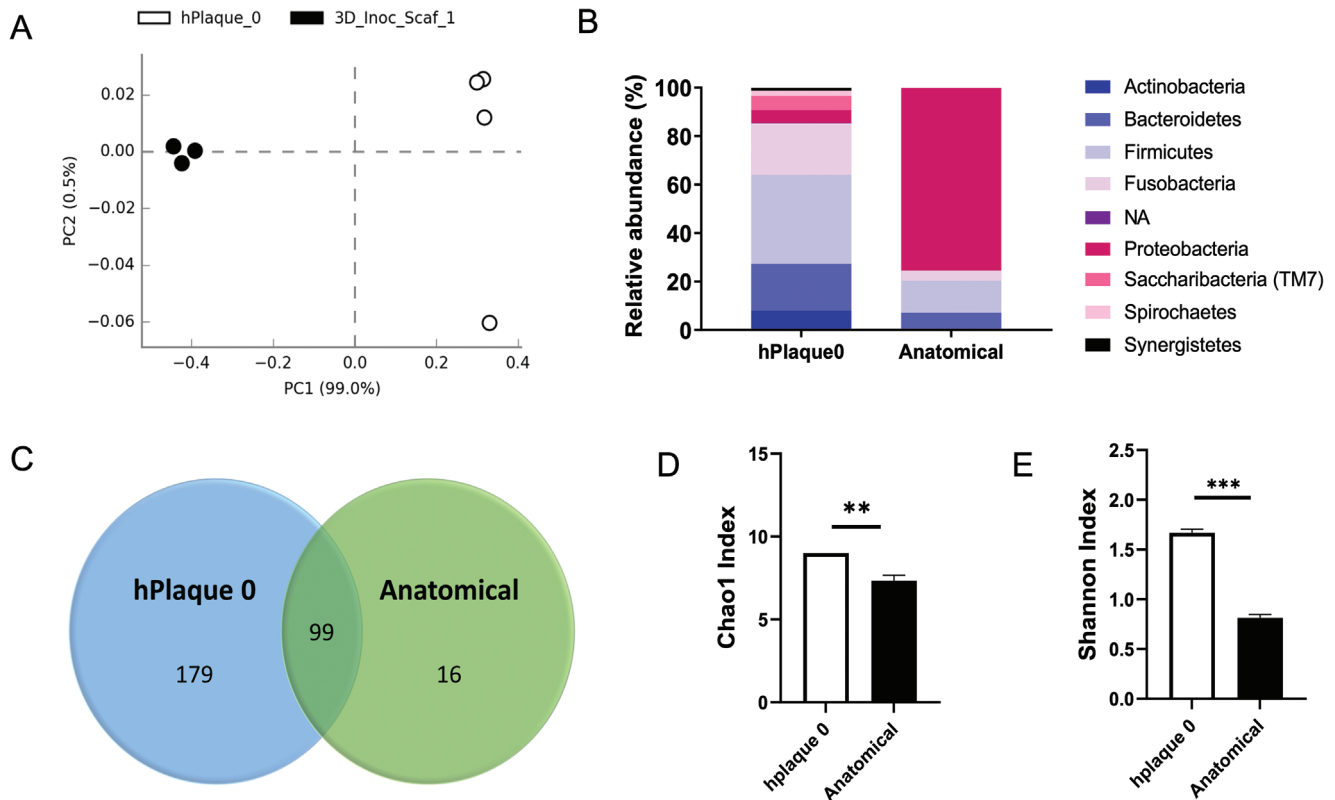 A
hPlaque_0
3D_Inoc_Scaf_1
PC2 (0.5%)
0.02
0.00
−0.02
−0.04
−0.06
−0.4
−0.2
0.0
0.2
0.4
PC1 (99.0%)
B
Relative abundance (%)
100
80
60
40
20
0
hPlaque0
Anatomical
Actinobacteria
Bacteroidetes
Firmicutes
Fusobacteria
NA
Proteobacteria
Saccharibacteria (TM7)
Spirochaetes
Synergistetes
C
hPlaque 0
Anatomical
99
179
16
D
Chao1 Index
15
10
5
0
**
hplaque 0
Anatomical
E
Shannon Index
2.5
2.0
1.5
1.0
0.5
0.0
***
hplaque 0
Anatomical